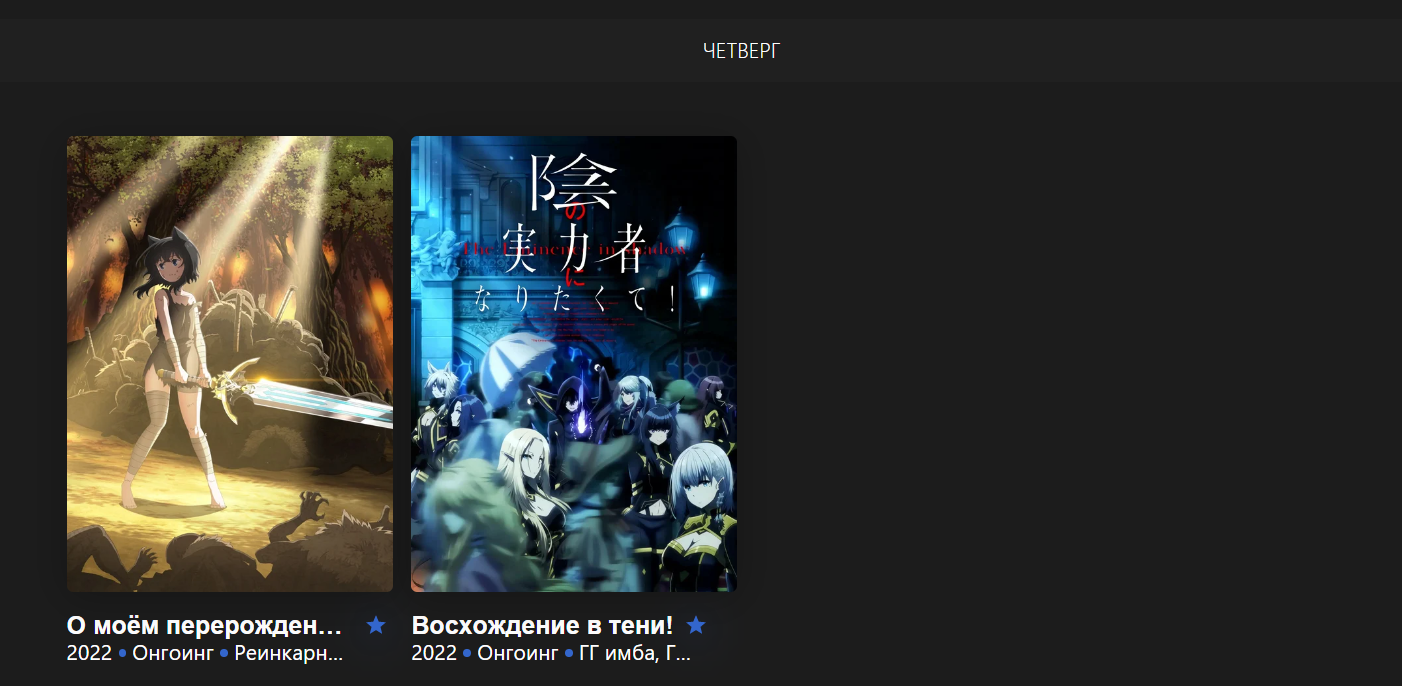 ЧЕТВЕРГ
陰
の
実力者
The Eminence in Shadow
に
なりたくて!
О моём перерожден...
Восхождение в тени!
2022 • Онгоинг • Реинкарн...
2022 • Онгоинг • ГГ имба, Г...